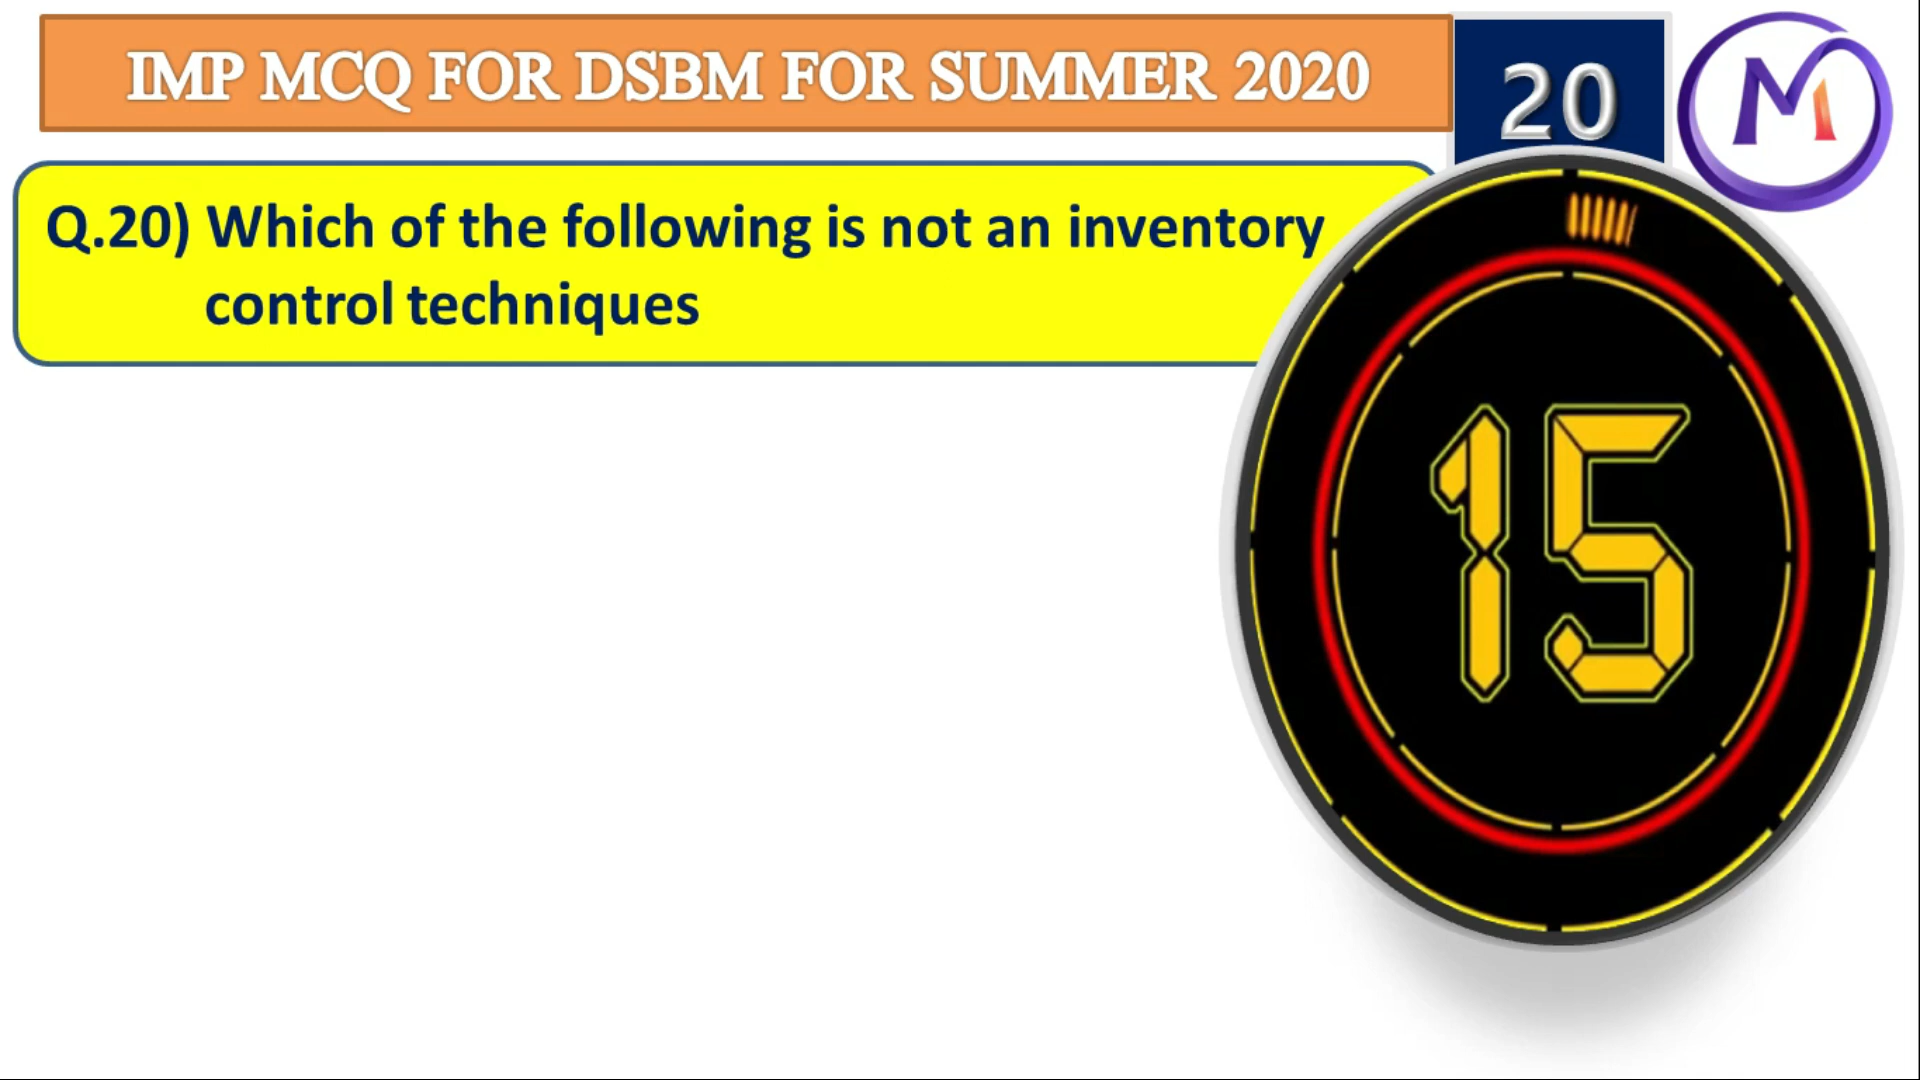 IMP MCQ FOR DSBM FOR SUMMER 2020
20
M
Q.20) Which of the following is not an inventory
control techniques
15